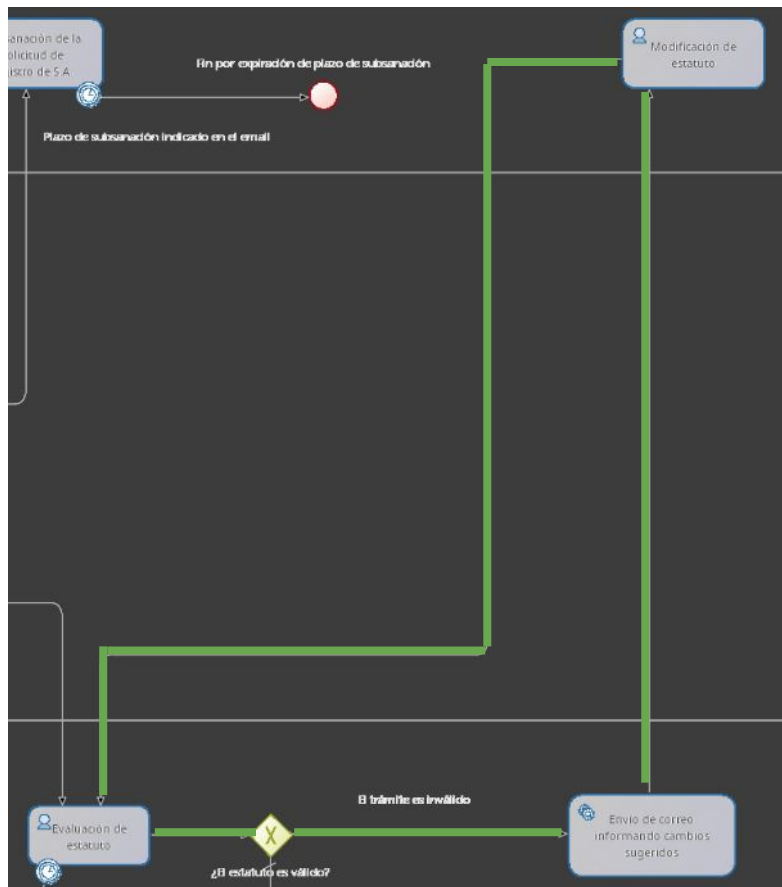 sanación de la
olicitud de
istro de S A
Fin por expiración de plazo de subsanación
Modificación de
estatuto
Plazo de subsanación indicado en el email
El trámite es inválido
Evaluación de
estatuto
Envío de correo
informando cambios
sugeridos
¿El estatuto es válido?